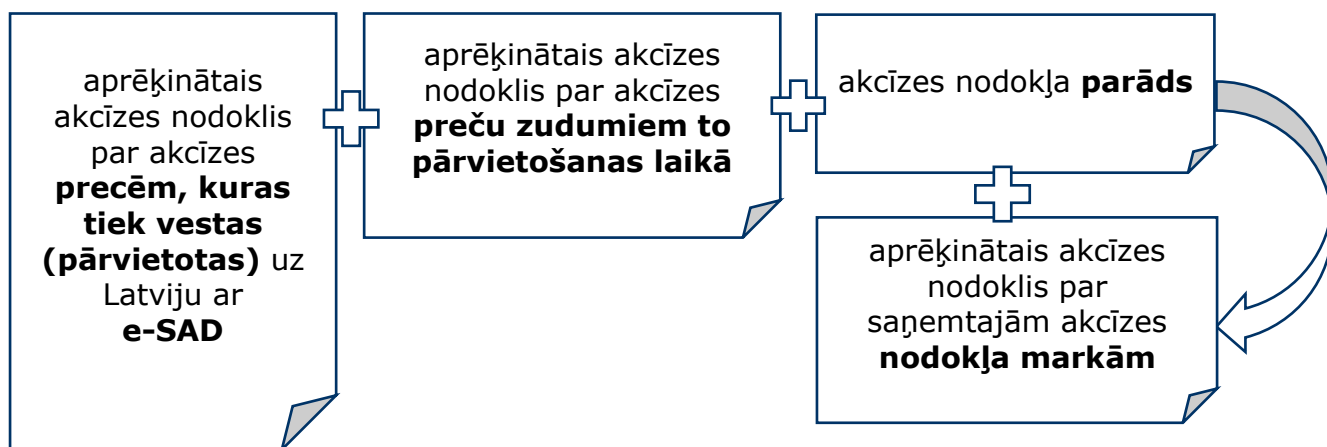 aprēķinātais
akcīzes nodoklis
par akcīzes
precēm, kuras
tiek vestas
(pārvietotas) uz
Latviju ar
e-SAD
aprēķinātais akcīzes
nodoklis par akcīzes
preču zudumiem to
pārvietošanas laikā
akcīzes nodokļa parāds
aprēķinātais akcīzes
nodoklis par
saņemtajām akcīzes
nodokļa markām